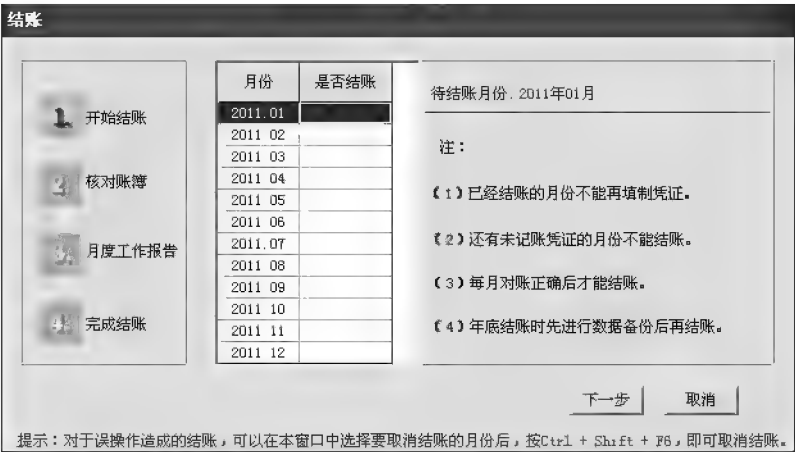 结账
1 开始结账
2 核对账簿
3 月度工作报告
4 完成结账
月份 是否结账
2011.01
2011 02
2011 03
2011 04
2011 05
2011 06
2011.07
2011 08
2011 09
2011 10
2011 11
2011 12
待结账月份. 2011年01月
注：
(1)已经结账的月份不能再填制凭证。
(2)还有未记账凭证的月份不能结账。
(3)每月对账正确后才能结账。
(4)年底结账时先进行数据备份后再结账。
下一步 取消
提示：对于误操作造成的结账，可以在本窗口中选择要取消结账的月份后，按Ctrl + Shift + F6，即可取消结账。